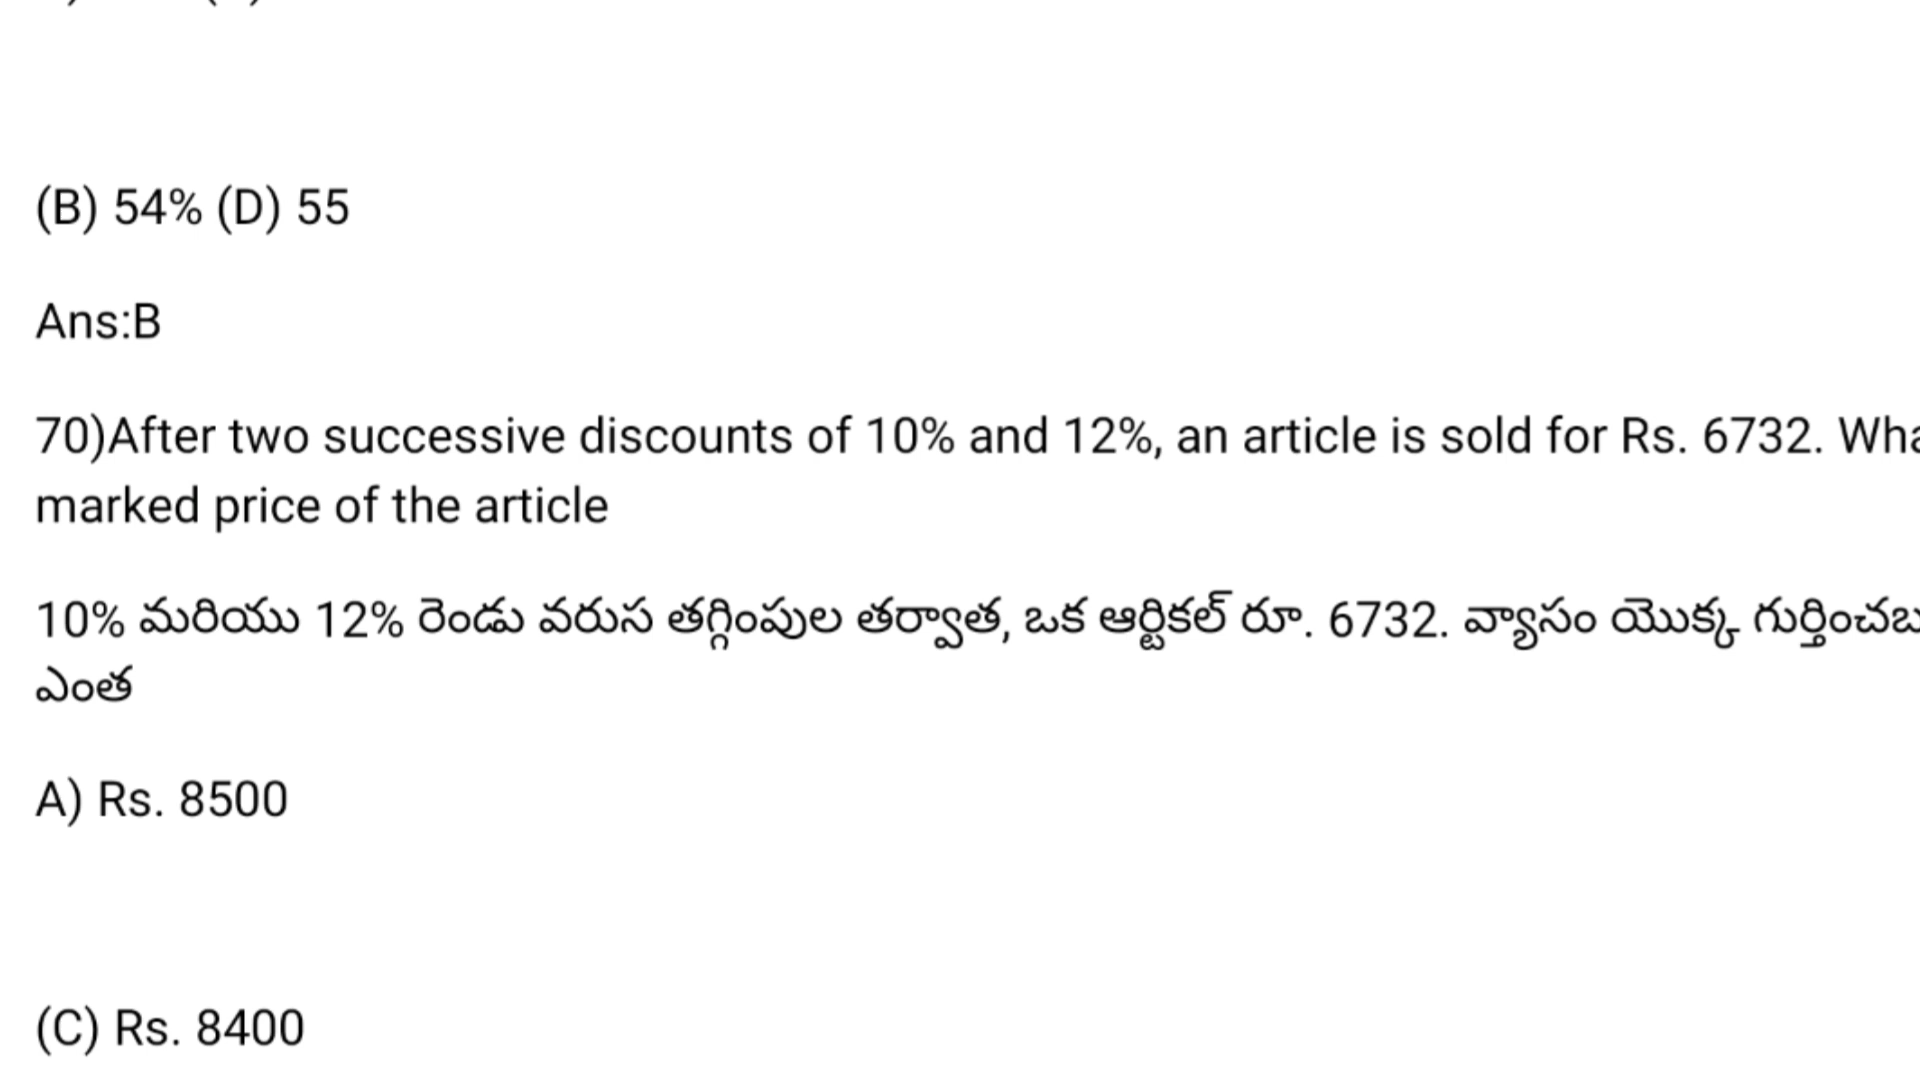 (B) 54% (D) 55
Ans:B
70)After two successive discounts of 10% and 12%, an article is sold for Rs. 6732.
marked price of the article
10% మరియు 12% రెండు వరుస తగ్గింపుల తర్వాత, ఒక ఆర్టికల్ రూ. 6732. వ్యాసం యొక్క
ఎంత
A) Rs. 8500
(C) Rs. 8400